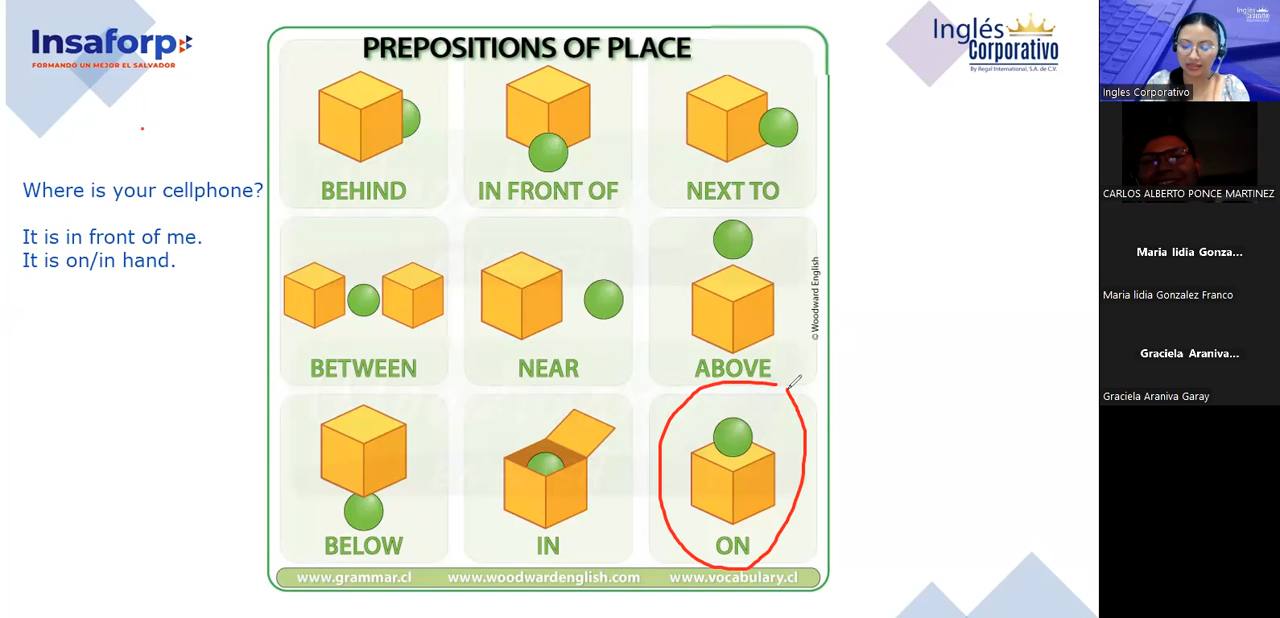 Insaforp
FORMANDO UN MEJOR EL SALVADOR
PREPOSITIONS OF PLACE
Inglés
Corporativo
By Regal International, S.A. de C.V.
Where is your cellphone?
It is in front of me.
It is on/in hand.
BEHIND
IN FRONT OF
NEXT TO
BETWEEN
NEAR
ABOVE
© Woodward English
BELOW
IN
ON
www.grammar.cl
www.woodwardenglish.com
www.vocabulary.cl
Inglés
Ingles Corporativo
CARLOS ALBERTO PONCE MARTINEZ
Maria lidia Gonza...
Maria lidia Gonzalez Franco
Graciela Araniva...
Graciela Araniva Garay